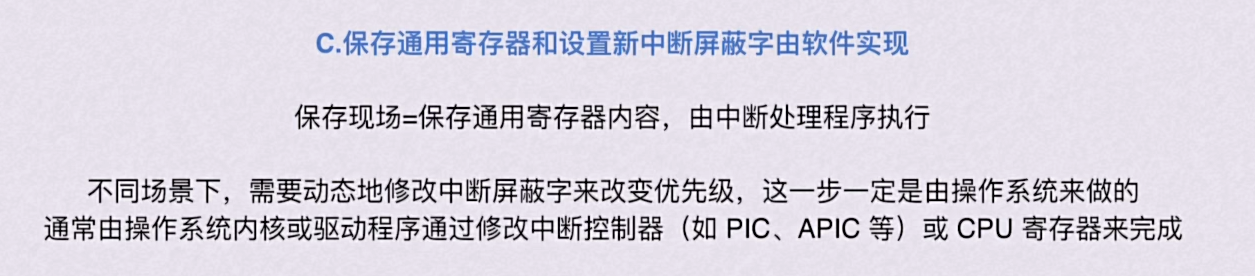 C.保存通用寄存器和设置新中断屏蔽字由软件实现
保存现场=保存通用寄存器内容，由中断处理程序执行
不同场景下，需要动态地修改中断屏蔽字来改变优先级，这一步一定是由操作系统来做的
通常由操作系统内核或驱动程序通过修改中断控制器（如 PIC、APIC 等）或 CPU 寄存器来完成